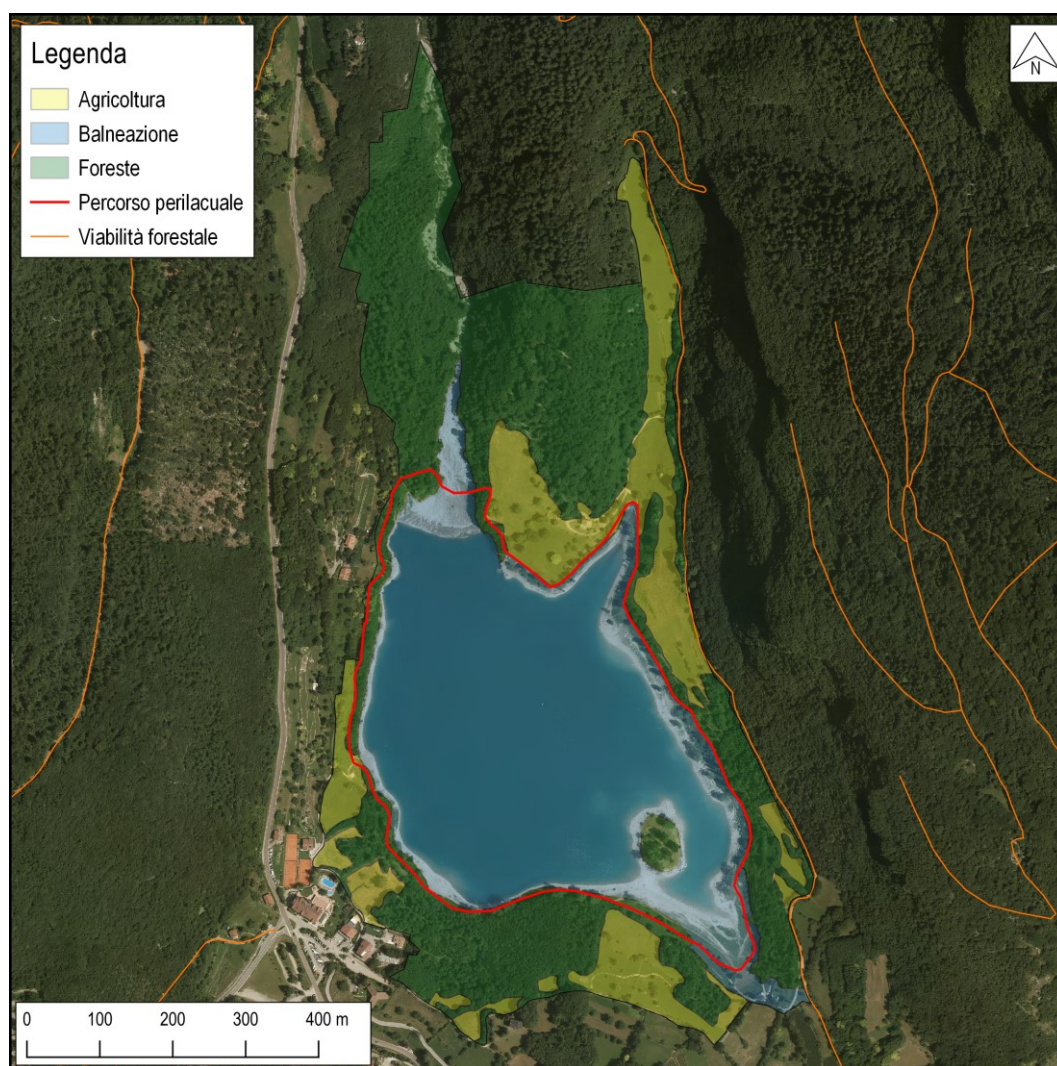 Legenda
Agricoltura
Balneazione
Foreste
Percorso perilacuale
Viabilità forestale
N
0 100 200 300 400 m